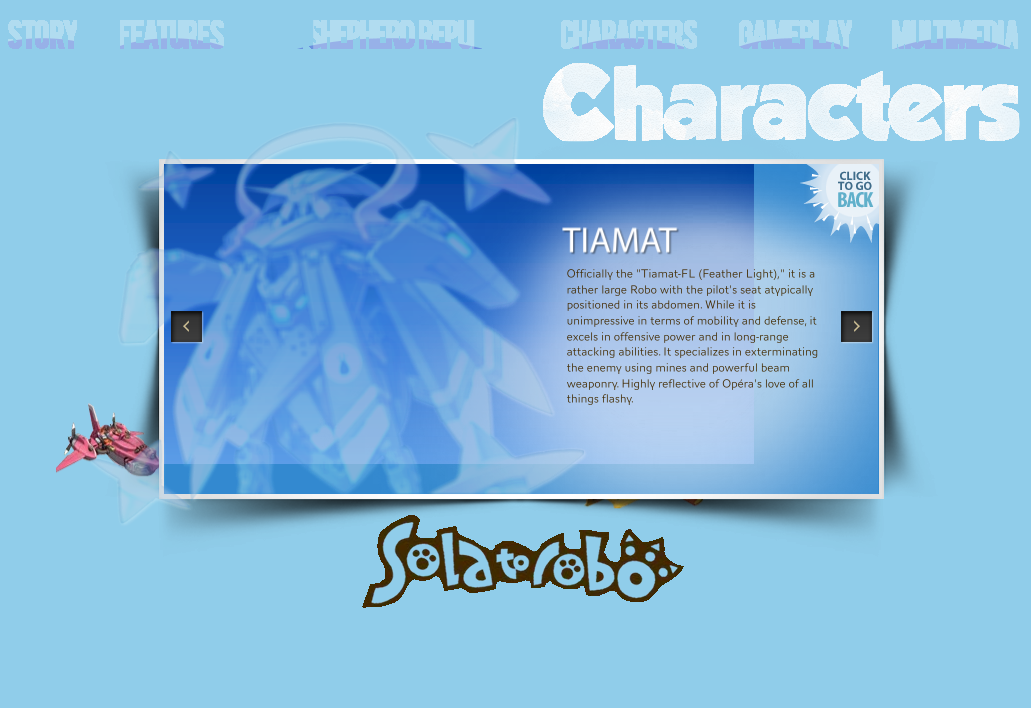 STORY
FEATURES
SHEPHERD REPU
CHARACTERS
GAMEPLAY
MULTIMEDIA
Characters
CLICK
TO GO
BACK
TIAMAT
Officially the "Tiamat-FL (Feather Light)," it is a
rather large Robo with the pilot's seat atypically
positioned in its abdomen. While it is
unimpressive in terms of mobility and defense, it
excels in offensive power and in long-range
attacking abilities. It specializes in exterminating
the enemy using mines and powerful beam
weaponry. Highly reflective of Opéra's love of all
things flashy.
Solatorobo